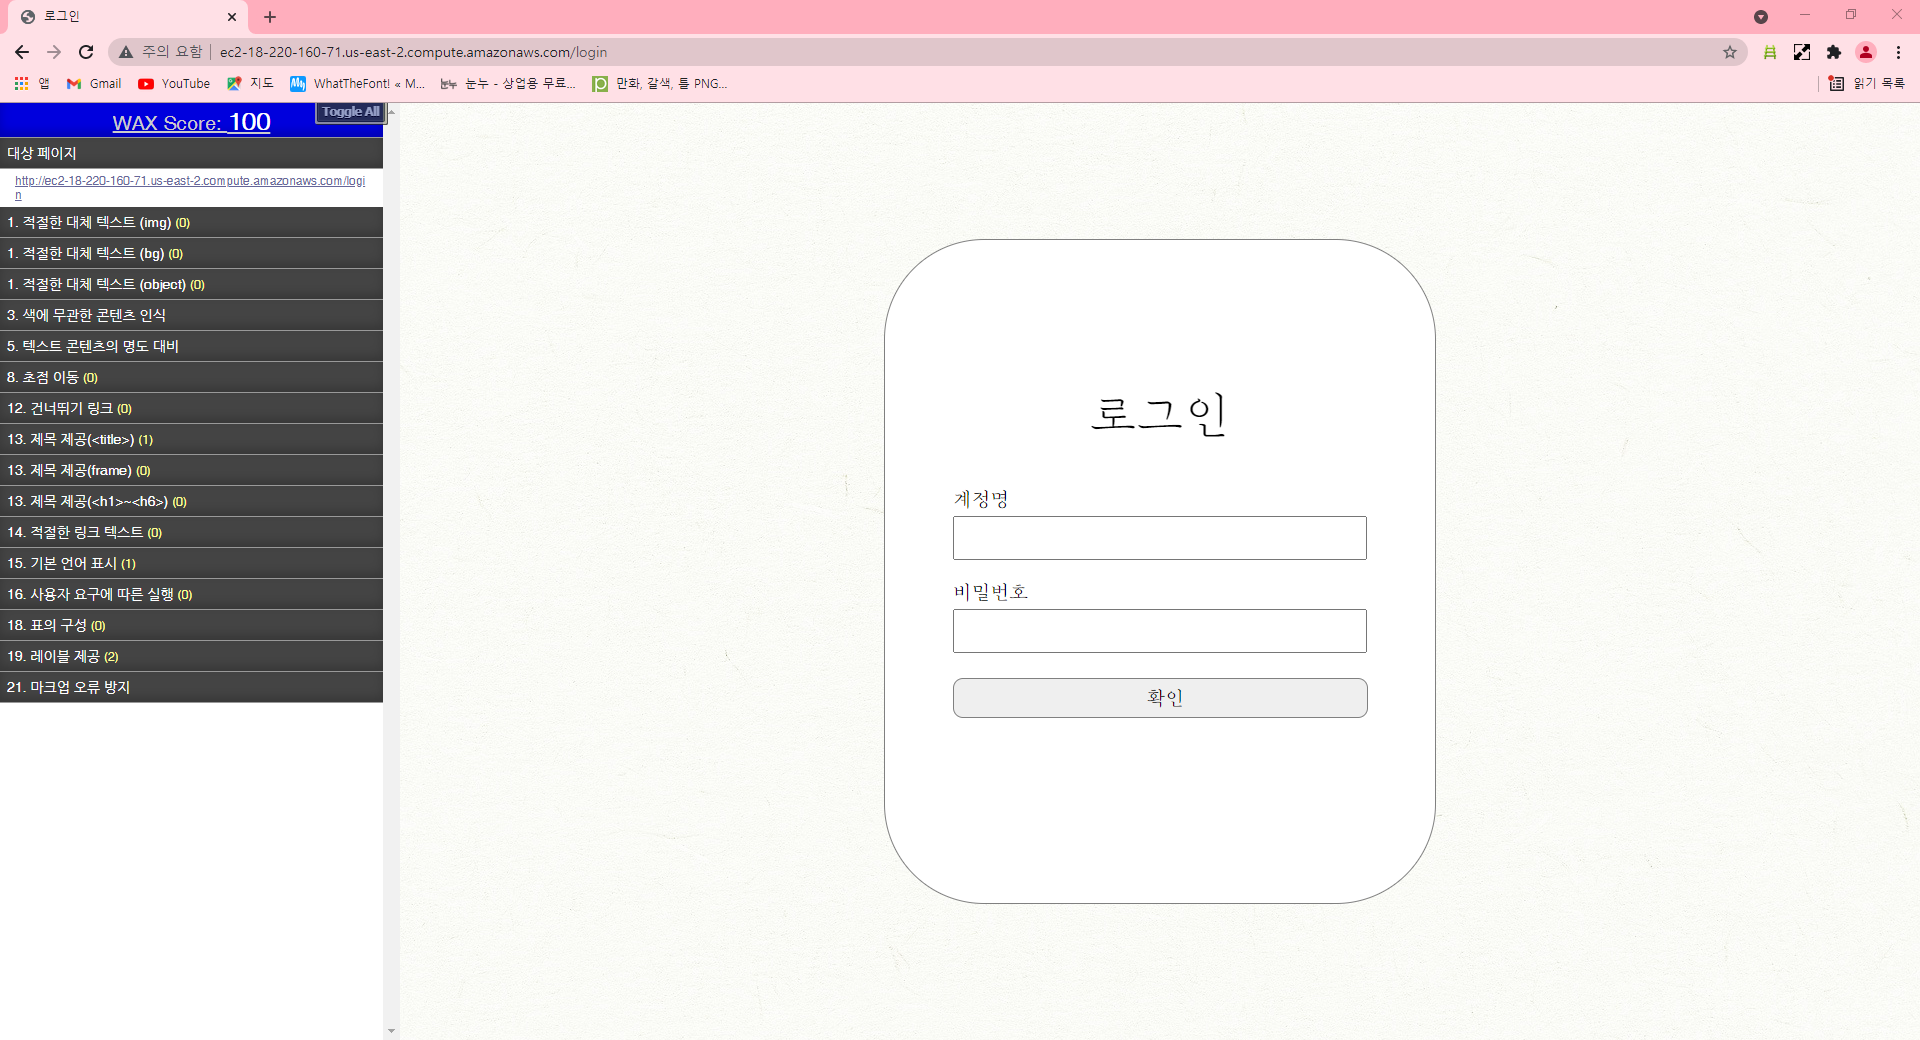 로그인
주의 요함
ec2-18-220-160-71.us-east-2.compute.amazonaws.com/login
앱
Gmail
YouTube
지도
WhatTheFont! « M...
눈누 - 상업용 무료...
만화, 갈색, 틀 PNG...
읽기 목록
WAX Score: 100
Toggle All
대상 페이지
http://ec2-18-220-160-71.us-east-2.compute.amazonaws.com/logi
n
1. 적절한 대체 텍스트 (img) (0)
1. 적절한 대체 텍스트 (bg) (0)
1. 적절한 대체 텍스트 (object) (0)
3. 색에 무관한 콘텐츠 인식
5. 텍스트 콘텐츠의 명도 대비
8. 초점 이동 (0)
12. 건너뛰기 링크 (0)
13. 제목 제공(<title>) (1)
13. 제목 제공(frame) (0)
13. 제목 제공(<h1>~<h6>) (0)
14. 적절한 링크 텍스트 (0)
15. 기본 언어 표시 (1)
16. 사용자 요구에 따른 실행 (0)
18. 표의 구성 (0)
19. 레이블 제공 (2)
21. 마크업 오류 방지
로그인
계정명
비밀번호
확인